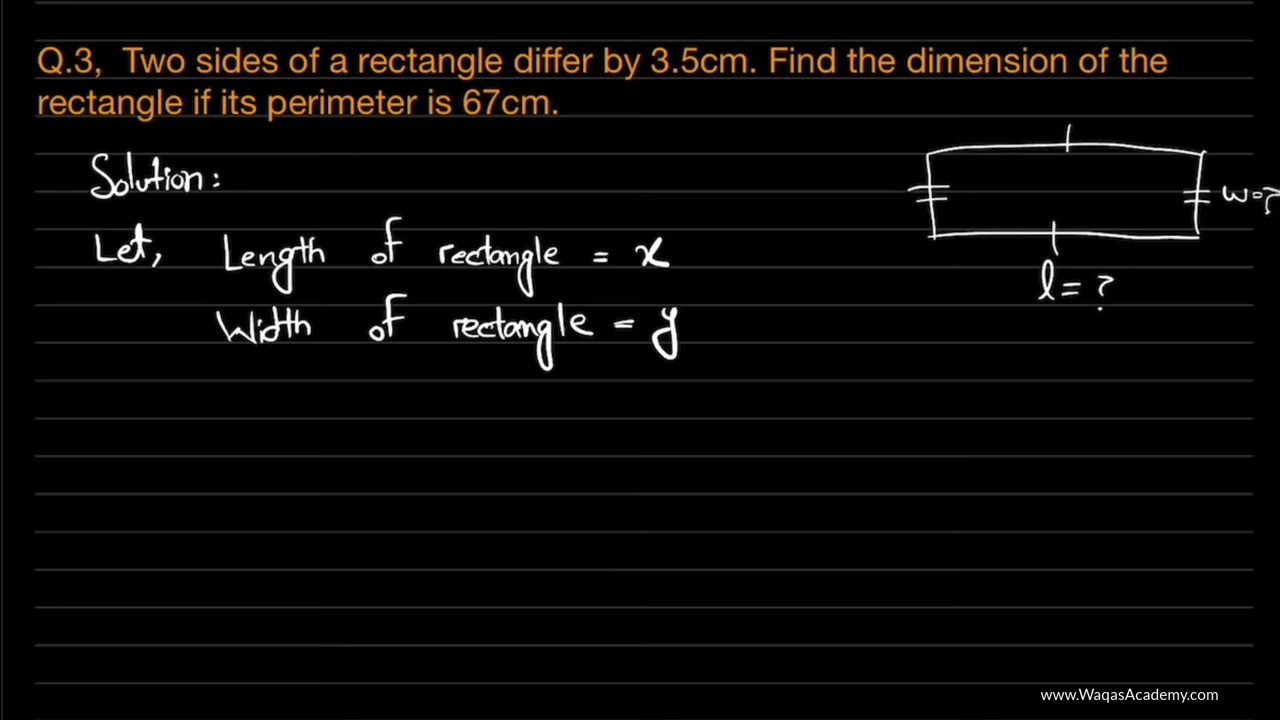 Q.3, Two sides of a rectangle differ by 3.5cm. Find the dimension of the
rectangle if its perimeter is 67cm.
Solution:
Let, Length of rectangle = x
Width of rectangle = y
w=?
l = ?
www.WaqasAcademy.com